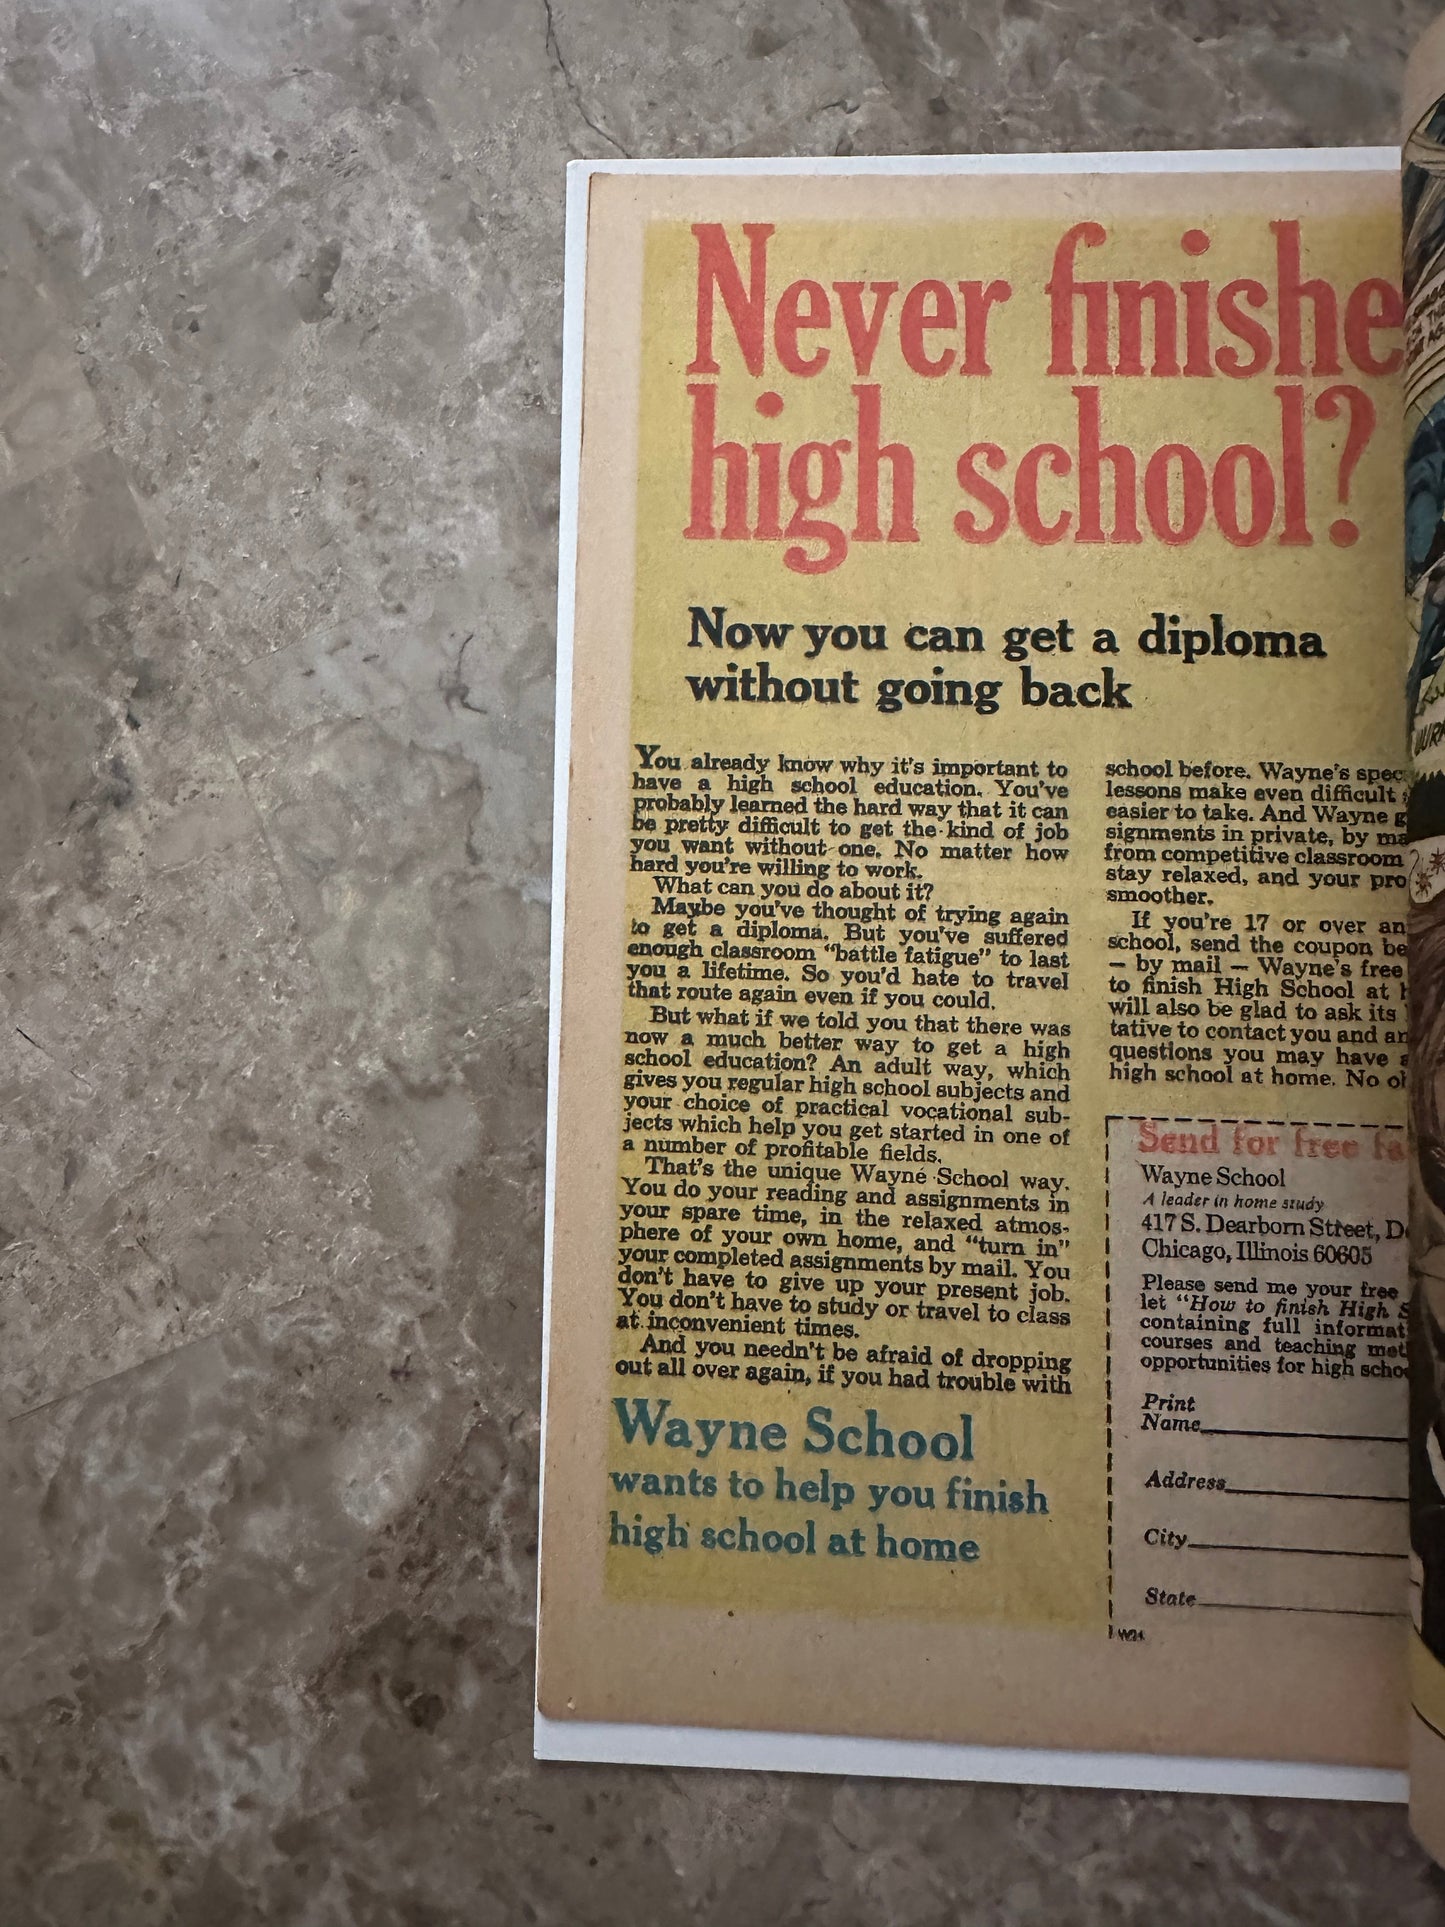 Never finishe
high school?
Now you can get a diploma
without going back
You already know why it's important to
have a high school education. You've
probably learned the hard way that it can
be pretty difficult to get the kind of job
you want without one. No matter how
hard you're willing to work.
What can you do about it?
Maybe you've thought of trying again
to get a diploma. But you've suffered
enough classroom "battle fatigue" to last
you a lifetime. So you'd hate to travel
that route again even if you could.
But what if we told you that there was
now a much better way to get a high
school education? An adult way, which
gives you regular high school subjects and
your choice of practical vocational sub-
jects which help you get started in one of
a number of profitable fields.
That's the unique Wayne School way.
You do your reading and assignments in
your spare time, in the relaxed atmos-
phere of your own home, and "turn in"
your completed assignments by mail. You
don't have to give up your present job.
You don't have to study or travel to class
at inconvenient times.
And you needn't be afraid of dropping
out all over again, if you had trouble with
Wayne School
wants to help you finish
high school at home
school before. Wayne's spec
lessons make even difficult
easier to take. And Wayne g
signments in private, by ma
from competitive classroom
stay relaxed, and your pro
smoother.
If you're 17 or over an
school, send the coupon be
— by mail — Wayne's free
to finish High School at h
will also be glad to ask its
tative to contact you and an
questions you may have a
high school at home. No ob
Send for free fa
Wayne School
A leader in home study
417 S. Dearborn Street, De
Chicago, Illinois 60605
Please send me your free
let "How to finish High S
containing full informat
courses and teaching met
opportunities for high schoo
Print
Name
Address
City
State